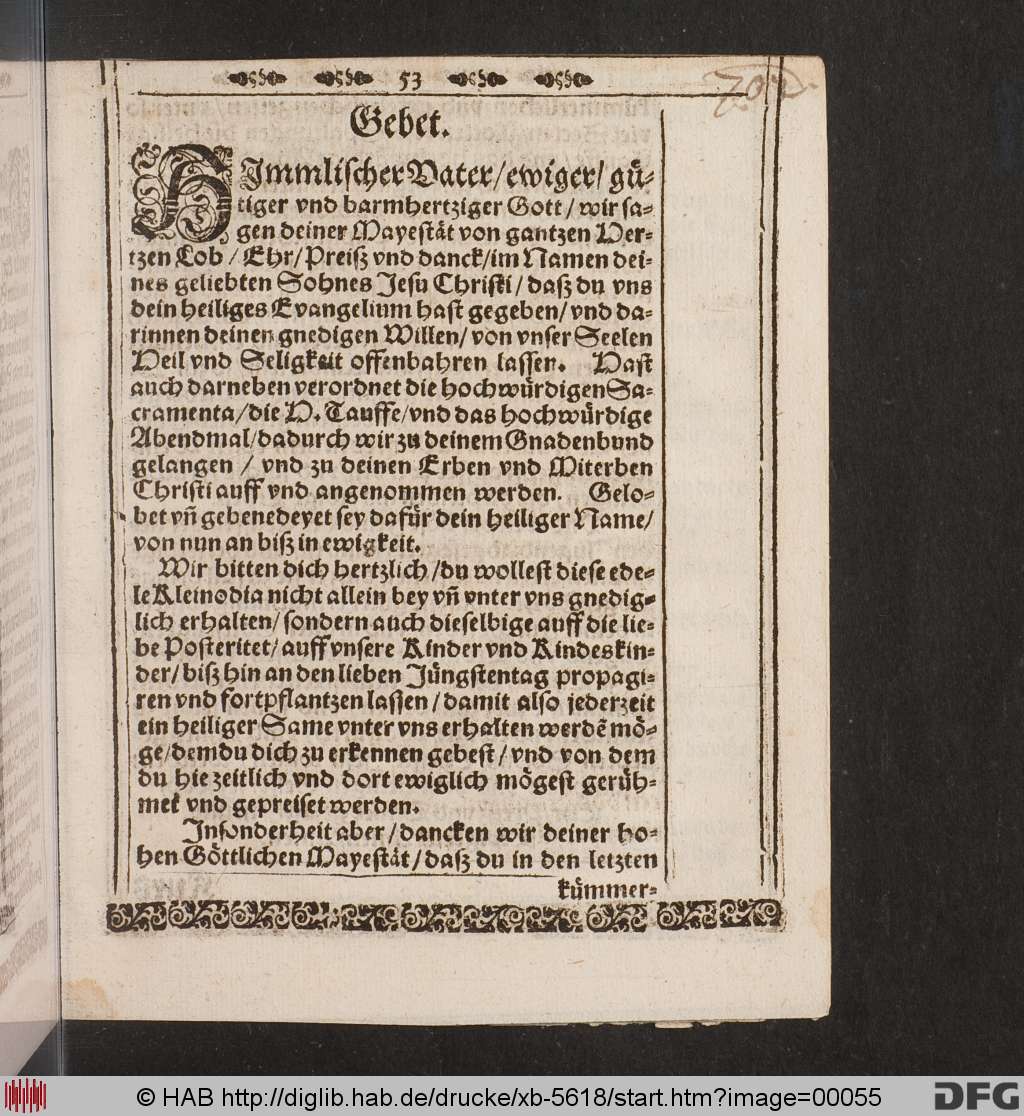 53
Gebet.
HJmmlischer Vater/ewiger/ gü-
tiger vnd barmhertziger Gott/ wir sa-
gen deiner Mayestät von gantzen Her-
tzen Lob / Ehr/Preiß vnd danck/im Namen dei-
nes geliebten Sohnes Jesu Christi/ daß du vns
dein heiliges Evangelium hast gegeben/ vnd da-
rinnen deinen gnedigen Willen/ von vnser Seelen
Heil vnd Seligkeit offenbahren lassen. Hast
auch darneben verordnet die hochwürdigen Sa-
cramenta/die H. Tauffe/vnd das hochwürdige
Abendmal/dadurch wir zu deinem Gnadenbund
gelangen / vnd zu deinen Erben vnd Miterben
Christi auff vnd angenommen werden. Gelo-
bet vñ gebenedeyet sey dafür dein heiliger Name/
von nun an biß in ewigkeit.
Wir bitten dich hertzlich /du wollest diese ede-
le Kleinodia nicht allein bey vñ vnter vns gnedig-
lich erhalten/ sondern auch dieselbige auff die lie-
be Posteritet/ auff vnsere Kinder vnd Kindeskin-
der/ biß hin an den lieben Jüngstentag propagi-
ren vnd fortpflantzen lassen / damit also jederzeit
ein heiliger Same vnter vns erhalten werdẽ mö-
ge/dem du dich zu erkennen gebest / vnd von dem
du hie zeitlich vnd dort ewiglich mögest gerüh-
met vnd gepreiset werden.
Jnsonderheit aber / dancken wir deiner ho-
hen Göttlichen Mayestät/ daß du in den letzten
kümmer-
© HAB http://diglib.hab.de/drucke/xb-5618/start.htm?image=00055
DFG